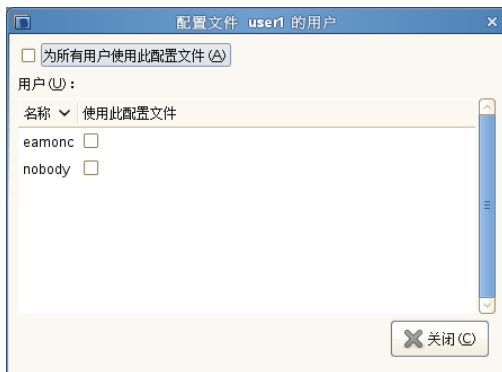 配置文件 user1 的用户
为所有用户使用此配置文件(A)
用户(U)：
名称 使用此配置文件
eamonc
nobody
关闭(C)